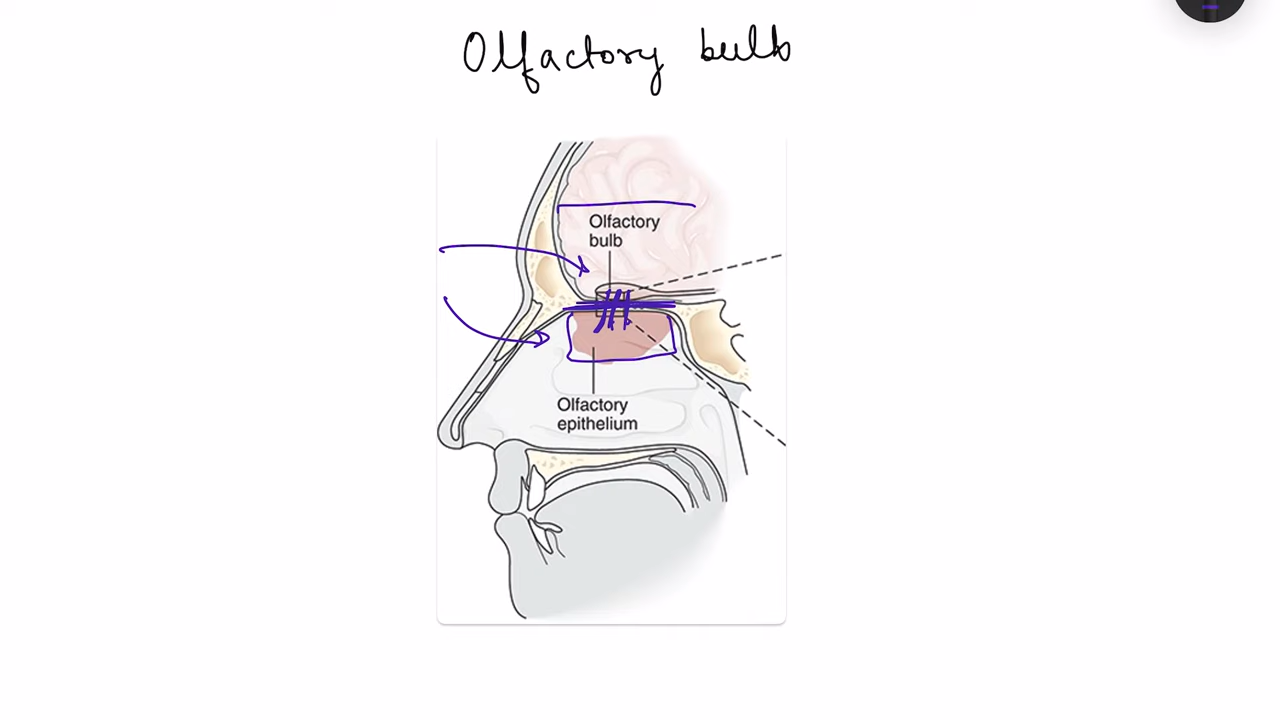 Olfactory bulb
Olfactory
bulb
Olfactory
epithelium